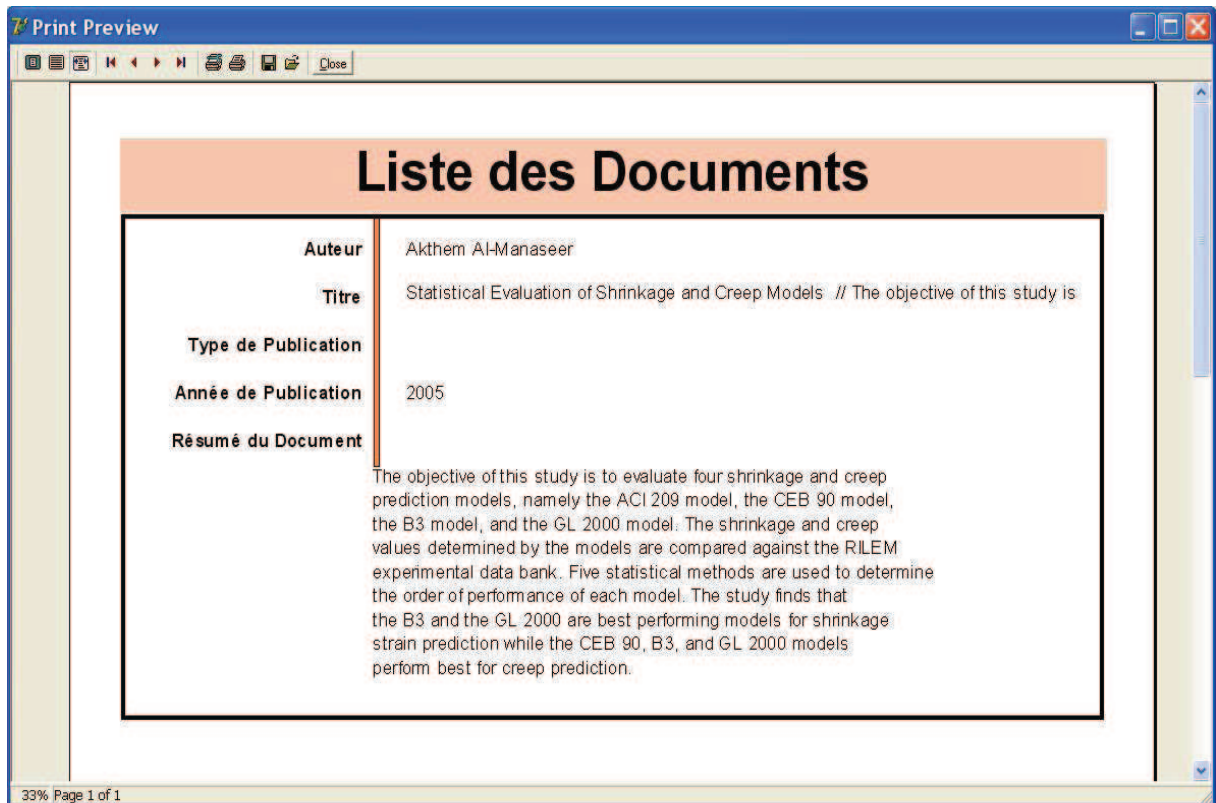 Print Preview
Close
Liste des Documents
Auteur Akthem Al-Manaseer
Titre Statistical Evaluation of Shrinkage and Creep Models // The objective of this study is
Type de Publication
Année de Publication 2005
Résumé du Document
The objective of this study is to evaluate four shrinkage and creep
prediction models, namely the ACI 209 model, the CEB 90 model,
the B3 model, and the GL 2000 model. The shrinkage and creep
values determined by the models are compared against the RILEM
experimental data bank. Five statistical methods are used to determine
the order of performance of each model. The study finds that
the B3 and the GL 2000 are best performing models for shrinkage
strain prediction while the CEB 90, B3, and GL 2000 models
perform best for creep prediction.
33% Page 1 of 1